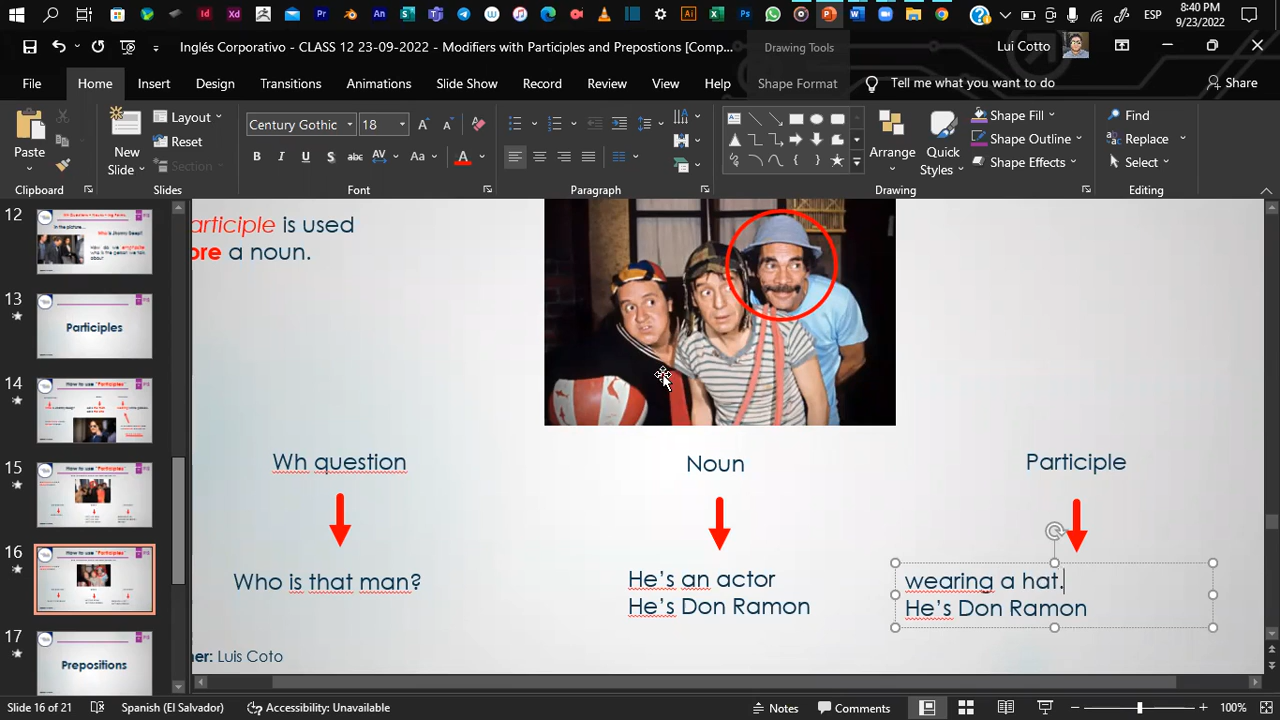 8:40 PM
ESP
9/23/2022
Inglés Corporativo - CLASS 12 23-09-2022 - Modifiers with Participles and Prepostions [Comp...
Drawing Tools
Lui Cotto
File
Home
Insert
Design
Transitions
Animations
Slide Show
Record
Review
View
Help
Shape Format
Tell me what you want to do
Share
Paste
New
Slide
Layout
Reset
Section
Century Gothic
18
Arrange
Quick
Styles
Shape Fill
Shape Outline
Shape Effects
Find
Replace
Select
Clipboard
Slides
Font
Paragraph
Drawing
Editing
12
13
Participles
14
How to use "Participles"
15
How to use "Participles"
16
How to use "Participles"
17
Prepositions
articiple is used
ore a noun.
Wh question
Noun
Participle
Who is that man?
He's an actor
He's Don Ramon
wearing a hat.
He's Don Ramon
her: Luis Coto
Slide 16 of 21
Spanish (El Salvador)
Accessibility: Unavailable
Notes
Comments
100%